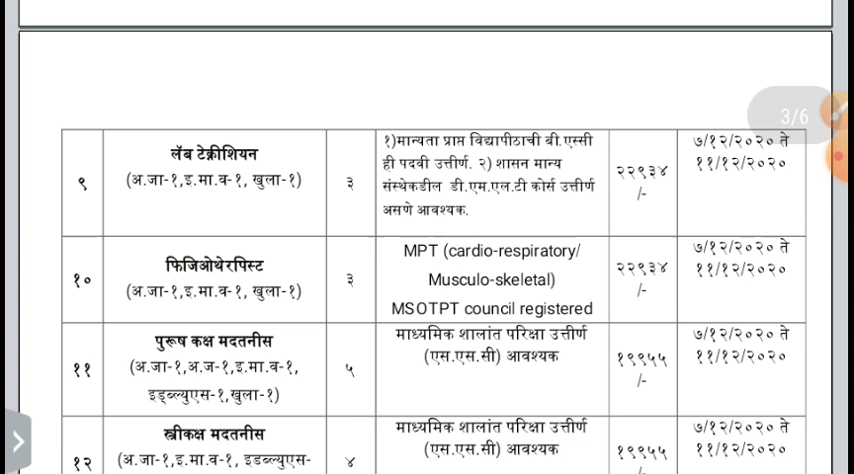 3/6
९
लॅब टेक्नीशियन
(अ.जा-१,इ.मा.व-१, खुला-१)
३
१)मान्यता प्राप्त विद्यापीठाची बी.एस्सी
ही पदवी उत्तीर्ण. २) शासन मान्य
संस्थेकडील डी.एम.एल.टी कोर्स उत्तीर्ण
असणे आवश्यक.
२२९३४
/-
७/१२/२०२० ते
११/१२/२०२०
१०
फिजिओथेरपिस्ट
(अ.जा-१,इ.मा.व-१, खुला-१)
३
MPT (cardio-respiratory/
Musculo-skeletal)
MSOTPT council registered
२२९३४
/-
७/१२/२०२० ते
११/१२/२०२०
११
पुरूष कक्ष मदतनीस
(अ.जा-१,अ.ज-१,इ.मा.व-१,
इड्ब्ल्युएस-१,खुला-१)
५
माध्यमिक शालांत परिक्षा उत्तीर्ण
(एस.एस.सी) आवश्यक
१९९५५
/-
७/१२/२०२० ते
११/१२/२०२०
१२
स्त्रीकक्ष मदतनीस
(अ.जा-१,इ.मा.व-१, इडब्ल्युएस-
४
माध्यमिक शालांत परिक्षा उत्तीर्ण
(एस.एस.सी) आवश्यक
१९९५५
७/१२/२०२० ते
११/१२/२०२०